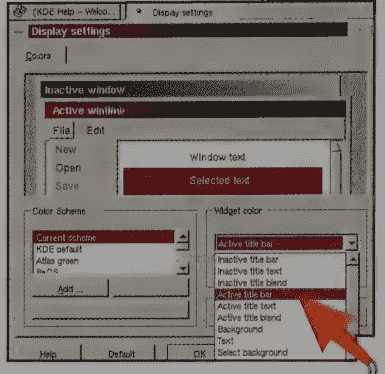 (KDE Help - Welco...
Display settings
Display settings
Colors
Inactive window
Active window
File Edit
New
Open
Save
Window text
Selected text
Color Scheme
Current scheme
KDE default
Atlas green
BeOS
Add ...
Widget color
Active title bar
Inactive title bar
Inactive title text
Inactive title blend
Active title bar
Active title text
Active title blend
Background
Text
Select background
Help
Default
OK